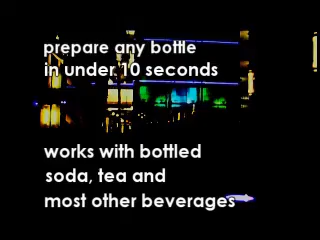 prepare any bottle
in under 10 seconds
works with bottled
soda, tea and
most other beverages